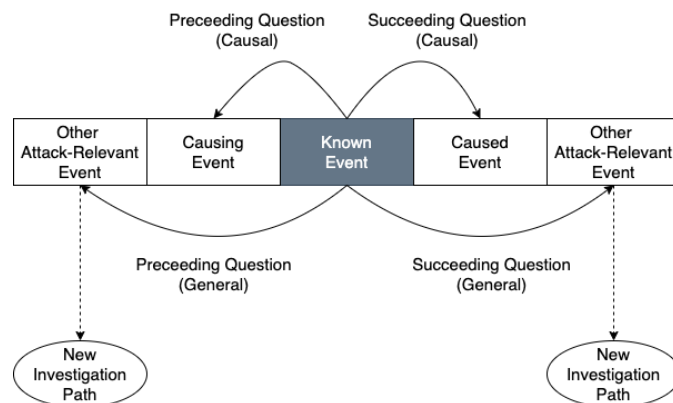 Preceeding Question
(Causal)
Succeeding Question
(Causal)
Other
Attack-Relevant
Event
Causing
Event
Known
Event
Caused
Event
Other
Attack-Relevant
Event
Preceeding Question
(General)
Succeeding Question
(General)
New
Investigation
Path
New
Investigation
Path